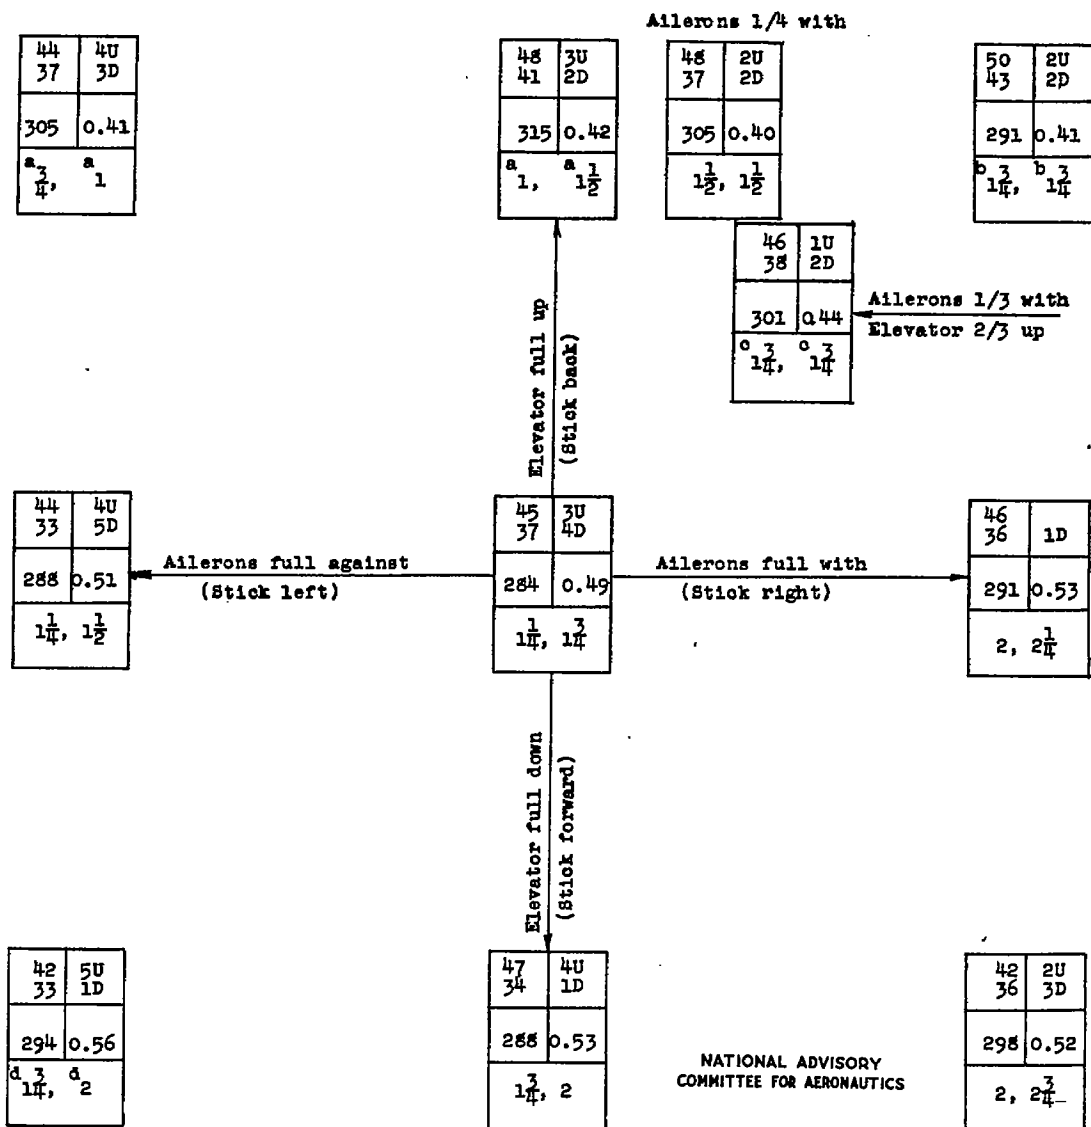 Ailerons 1/4 with
44 4U
37 3D
305 0.41
a 3/4, a 1
48 3U
41 2D
315 0.42
a 1, a 1 1/2
48 2U
37 2D
305 0.40
1 1/2, 1 1/2
50 2U
43 2D
291 0.41
b 1 3/4, b 1 3/4
46 1U
38 2D
301 0.44
c 1 3/4, c 1 3/4
Ailerons 1/3 with
Elevator 2/3 up
Elevator full up
(Stick back)
44 4U
33 5D
288 0.51
1 1/4, 1 1/2
Ailerons full against
(Stick left)
45 3U
37 4D
284 0.49
1 1/4, 1 3/4
Ailerons full with
(Stick right)
46
36 1D
291 0.53
2, 2 1/4
Elevator full down
(Stick forward)
42 5U
33 1D
294 0.56
d 1 3/4, d 2
47 4U
34 1D
288 0.53
1 3/4, 2
NATIONAL ADVISORY
COMMITTEE FOR AERONAUTICS
42 2U
36 3D
298 0.52
2, 2 3/4